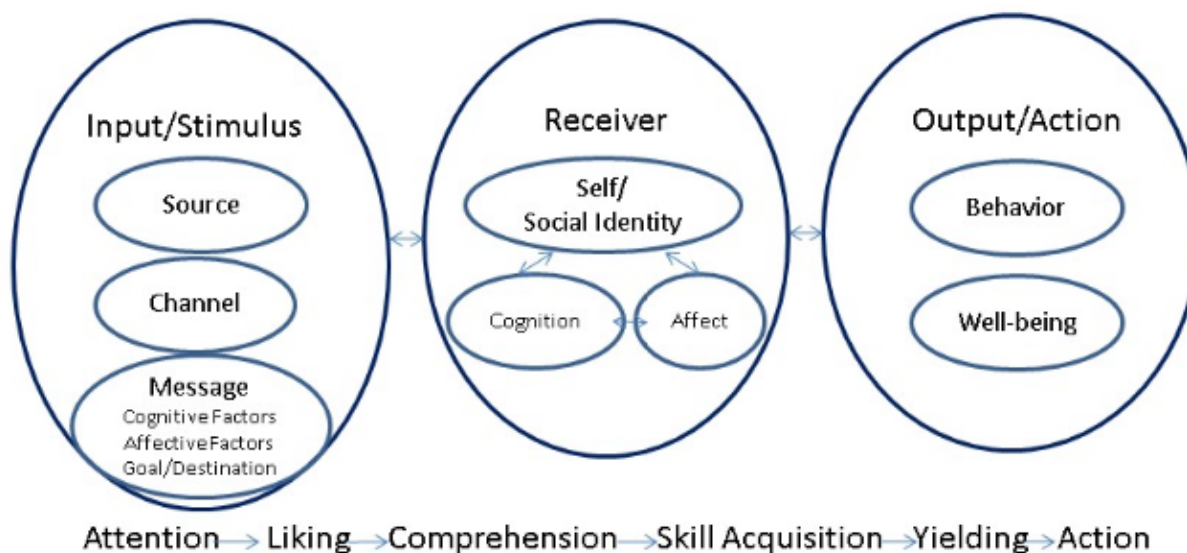 Input/Stimulus
Source
Channel
Message
Cognitive Factors
Affective Factors
Goal/Destination
Receiver
Self/
Social Identity
Cognition
Affect
Output/Action
Behavior
Well-being
Attention → Liking → Comprehension → Skill Acquisition → Yielding → Action